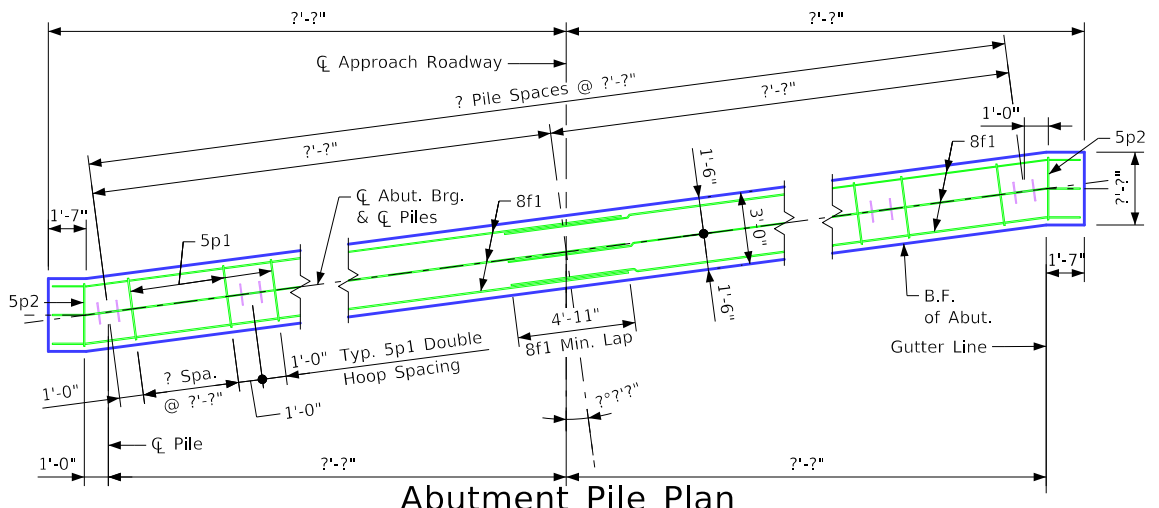 ?'-?"
?'-?"
℄ Approach Roadway
? Pile Spaces @ ?'-?"
?'-?"
?'-?"
1'-0"
5p2
8f1
1'-6"
?'-?"
℄ Abut. Brg.
& ℄ Piles
8f1
1'-7"
3'-0"
5p1
1'-7"
5p2
1'-6"
B.F.
of Abut.
4'-11"
8f1 Min. Lap
Gutter Line
1'-0" Typ. 5p1 Double
Hoop Spacing
? Spa.
@ ?'-?"
1'-0"
1'-0"
?°?'?"
℄ Pile
1'-0"
?'-?"
?'-?"
Abutment Pile Plan